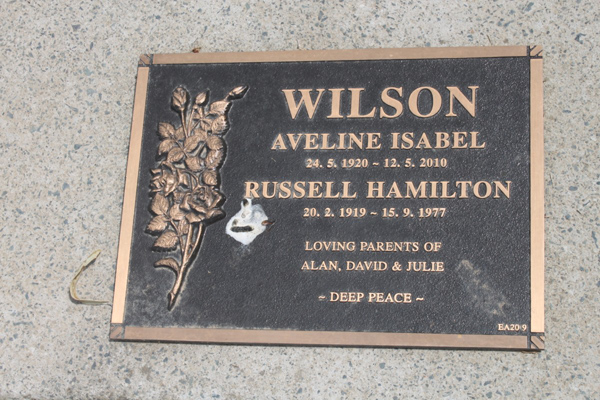 WILSON
AVELINE ISABEL
24. 5. 1920 ~ 12. 5. 2010
RUSSELL HAMILTON
20. 2. 1919 ~ 15. 9. 1977
LOVING PARENTS OF
ALAN, DAVID & JULIE
~ DEEP PEACE ~
EA20 9